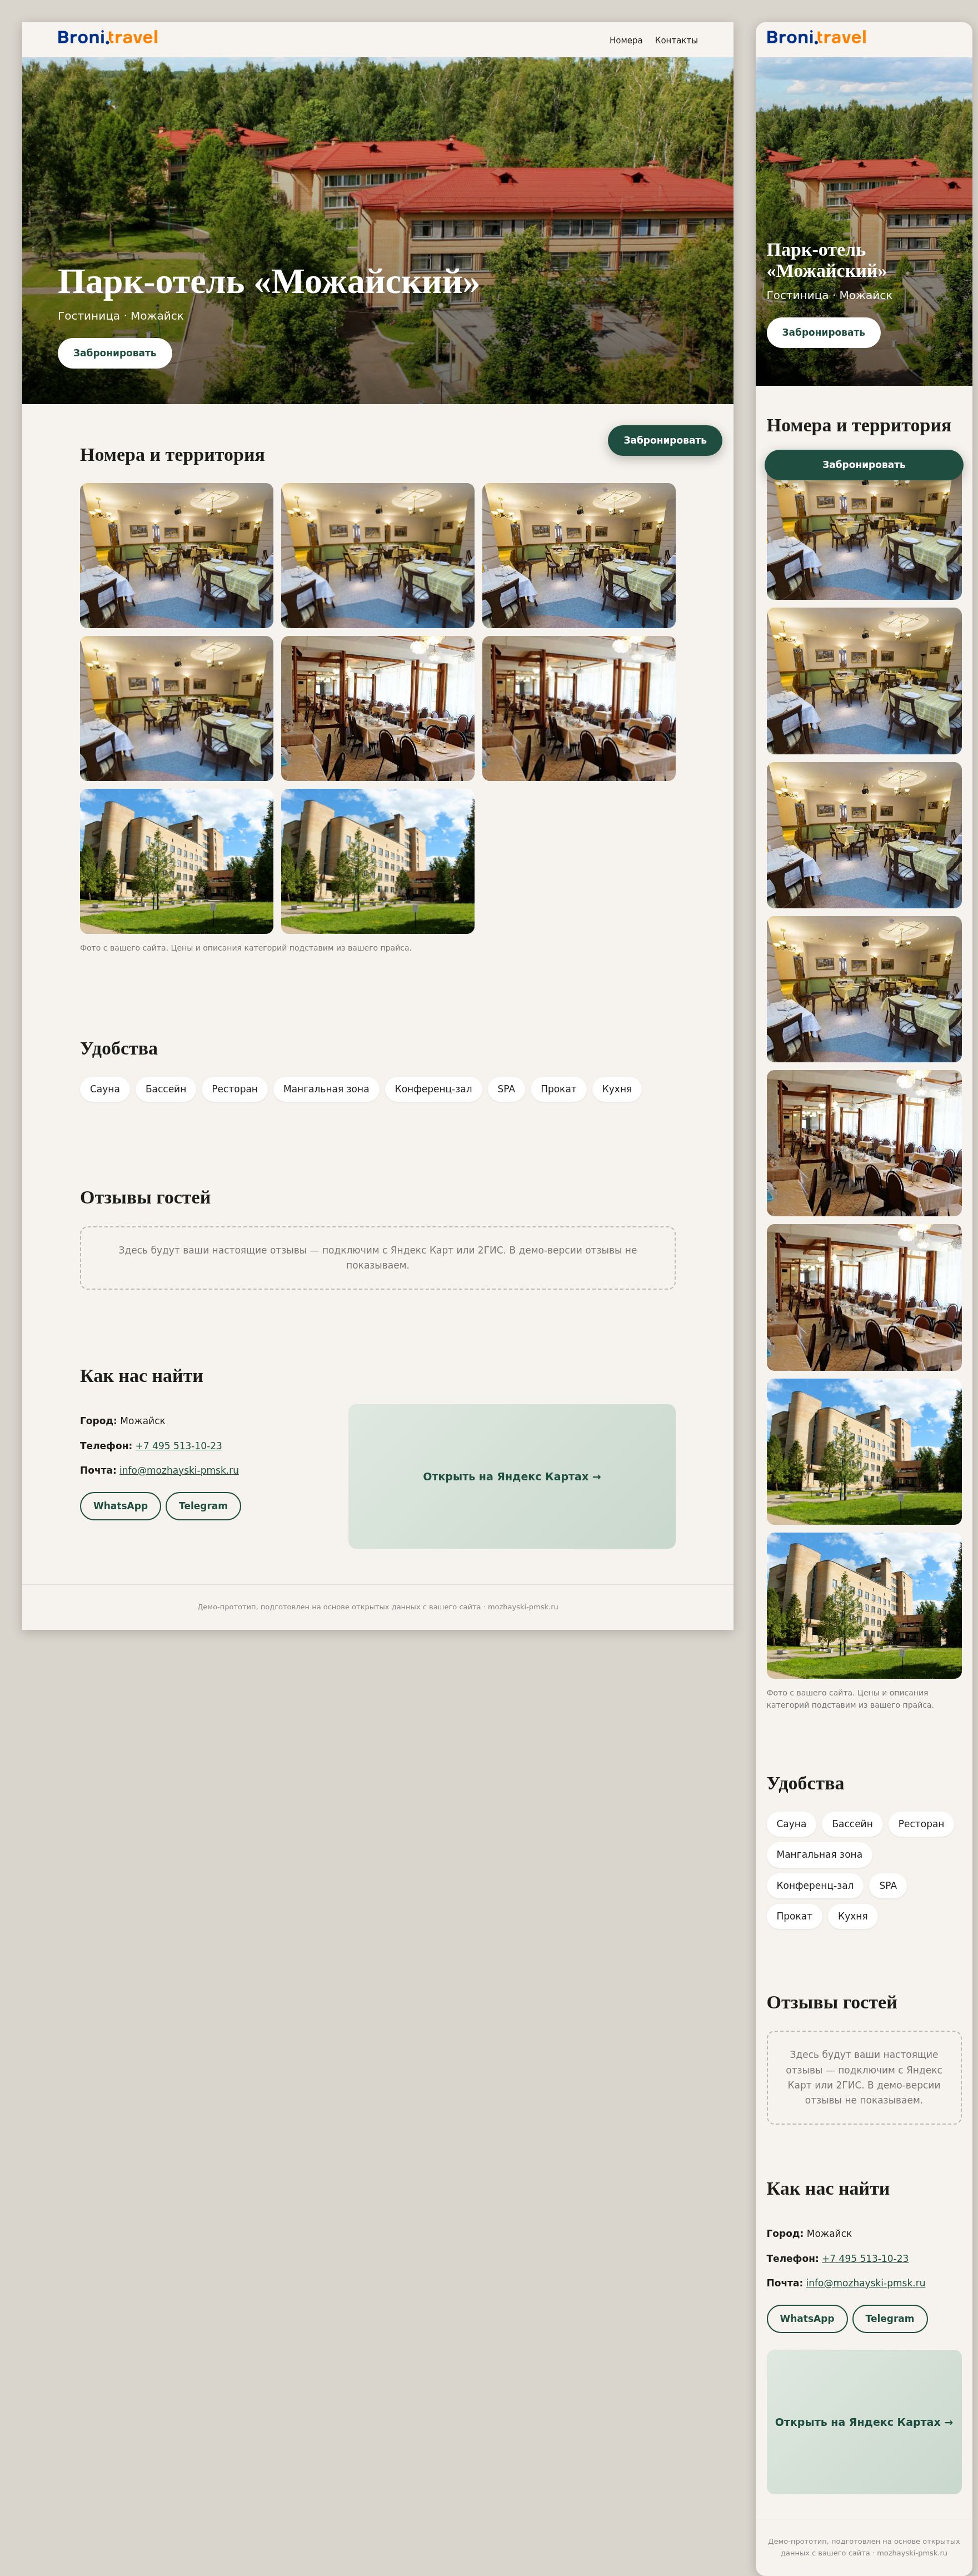 Broni.travel
Номера Контакты
Парк-отель «Можайский»
Гостиница · Можайск
Забронировать
Забронировать
Номера и территория
Фото с вашего сайта. Цены и описания категорий подставим из вашего прайса.
Удобства
Сауна Бассейн Ресторан Мангальная зона Конференц-зал SPA Прокат Кухня
Отзывы гостей
Здесь будут ваши настоящие отзывы — подключим с Яндекс Карт или 2ГИС. В демо-версии отзывы не
показываем.
Как нас найти
Город: Можайск
Телефон: +7 495 513-10-23
Почта: info@mozhayski-pmsk.ru
WhatsApp Telegram
Открыть на Яндекс Картах →
Демо-прототип, подготовлен на основе открытых данных с вашего сайта · mozhayski-pmsk.ru
Broni.travel
Парк-отель
«Можайский»
Гостиница · Можайск
Забронировать
Номера и территория
Забронировать
Фото с вашего сайта. Цены и описания
категорий подставим из вашего прайса.
Удобства
Сауна Бассейн Ресторан
Мангальная зона
Конференц-зал SPA
Прокат Кухня
Отзывы гостей
Здесь будут ваши настоящие
отзывы — подключим с Яндекс
Карт или 2ГИС. В демо-версии
отзывы не показываем.
Как нас найти
Город: Можайск
Телефон: +7 495 513-10-23
Почта: info@mozhayski-pmsk.ru
WhatsApp Telegram
Открыть на Яндекс Картах →
Демо-прототип, подготовлен на основе открытых
данных с вашего сайта · mozhayski-pmsk.ru